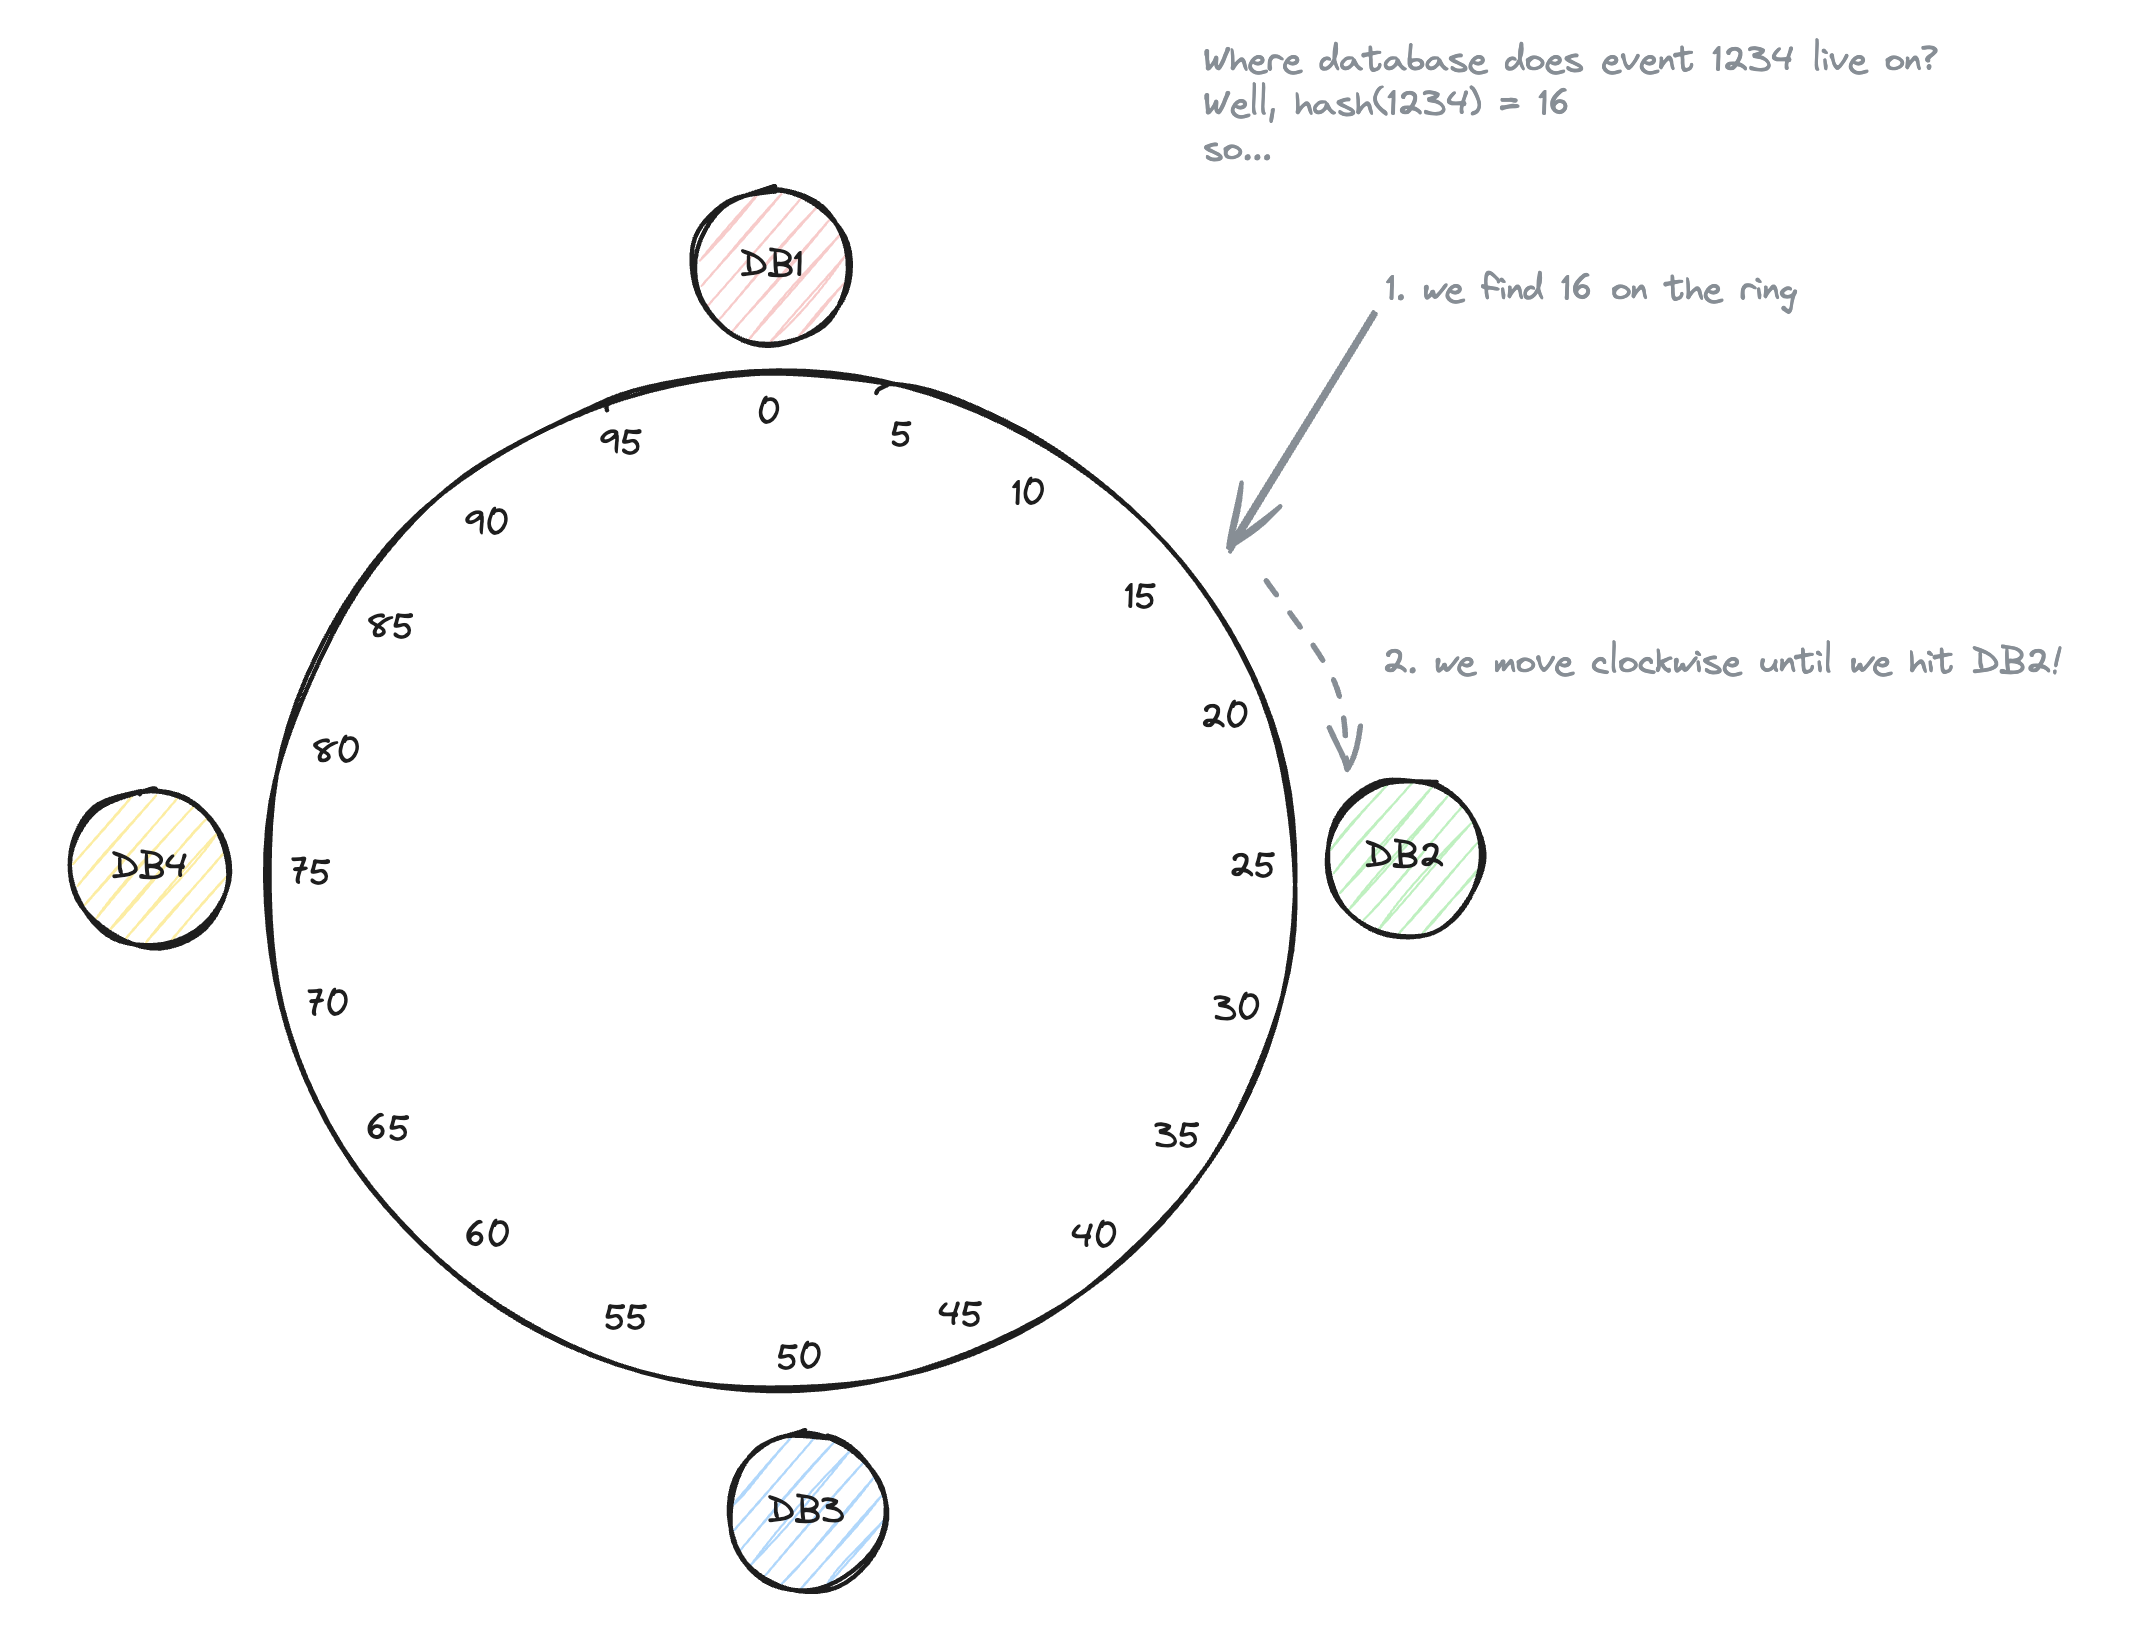 Where database does event 1234 live on?
Well, hash(1234) = 16
so...
DB1
1. we find 16 on the ring
0
5
95
10
90
15
85
2. we move clockwise until we hit DB2!
20
80
DB4
75
25
DB2
70
30
65
35
60
40
55
45
50
DB3